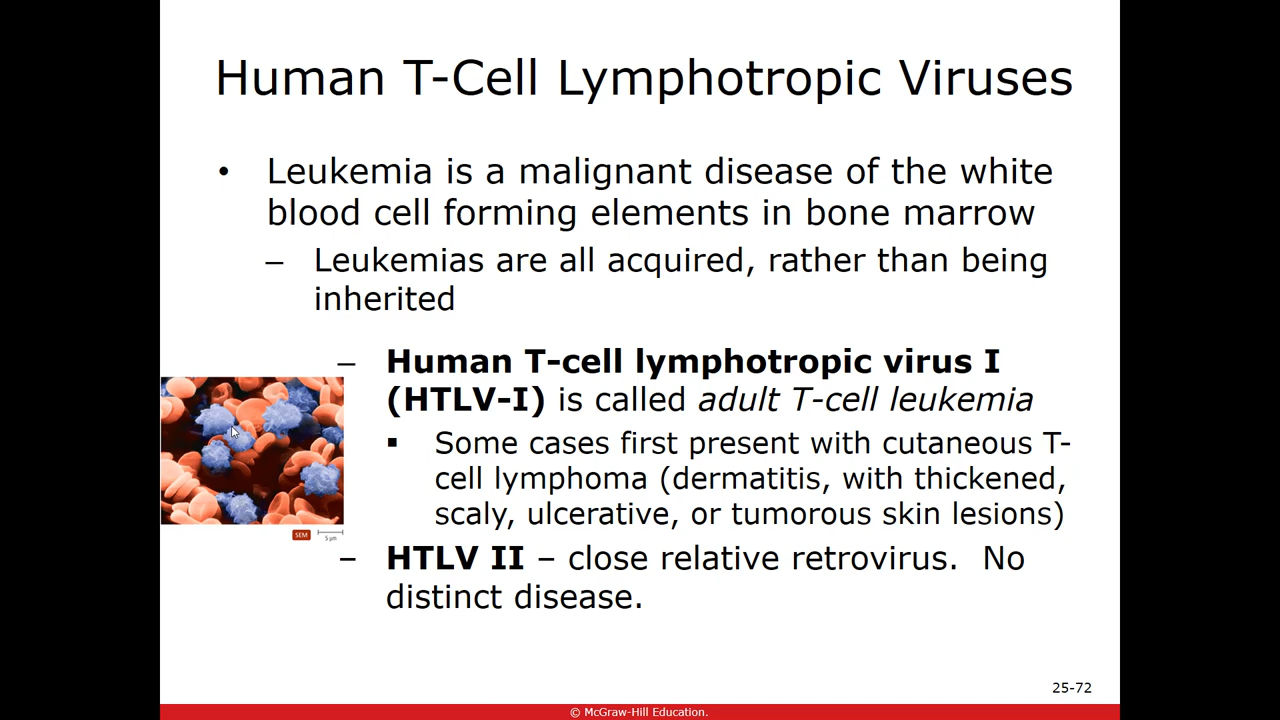 Human T-Cell Lymphotropic Viruses
• Leukemia is a malignant disease of the white
blood cell forming elements in bone marrow
– Leukemias are all acquired, rather than being
inherited
– Human T-cell lymphotropic virus I
(HTLV-I) is called adult T-cell leukemia
▪ Some cases first present with cutaneous T-
cell lymphoma (dermatitis, with thickened,
scaly, ulcerative, or tumorous skin lesions)
SEM 5 µm
– HTLV II – close relative retrovirus.  No
distinct disease.
25-72
© McGraw-Hill Education.